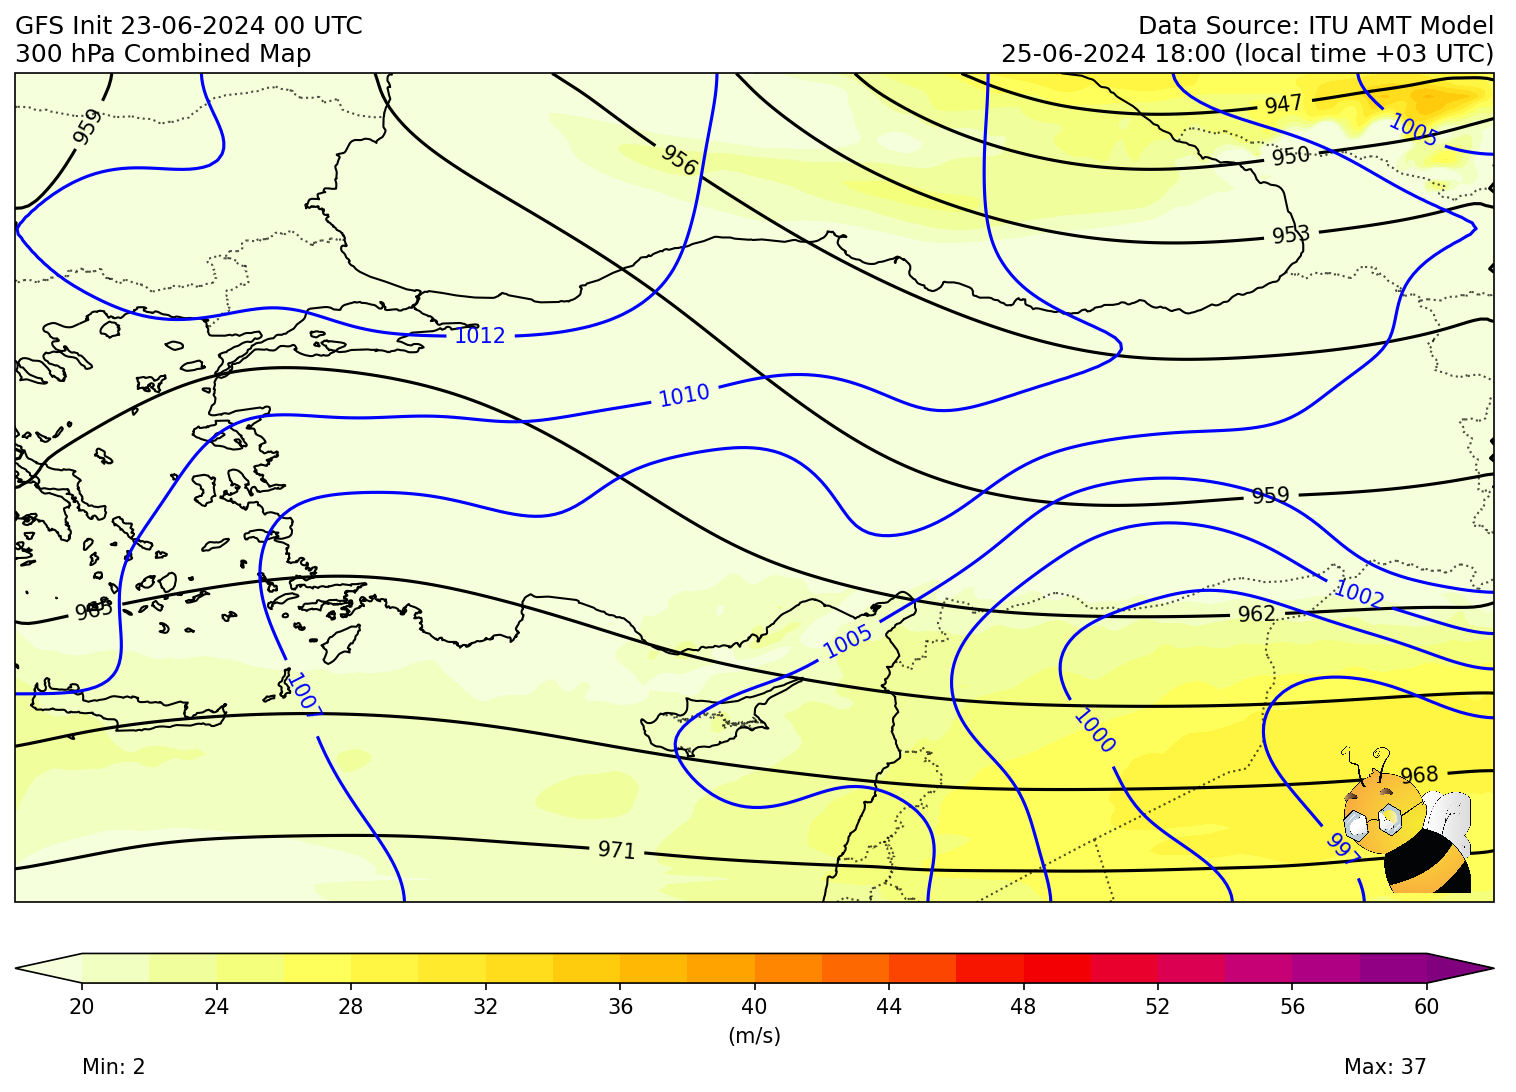 GFS Init 23-06-2024 00 UTC
Data Source: ITU AMT Model
300 hPa Combined Map
25-06-2024 18:00 (local time +03 UTC)
959
947
1005
956
950
953
1012
1010
959
1002
965
962
1005
1007
1000
968
971
997
20 24 28 32 36 40 44 48 52 56 60
(m/s)
Min: 2
Max: 37